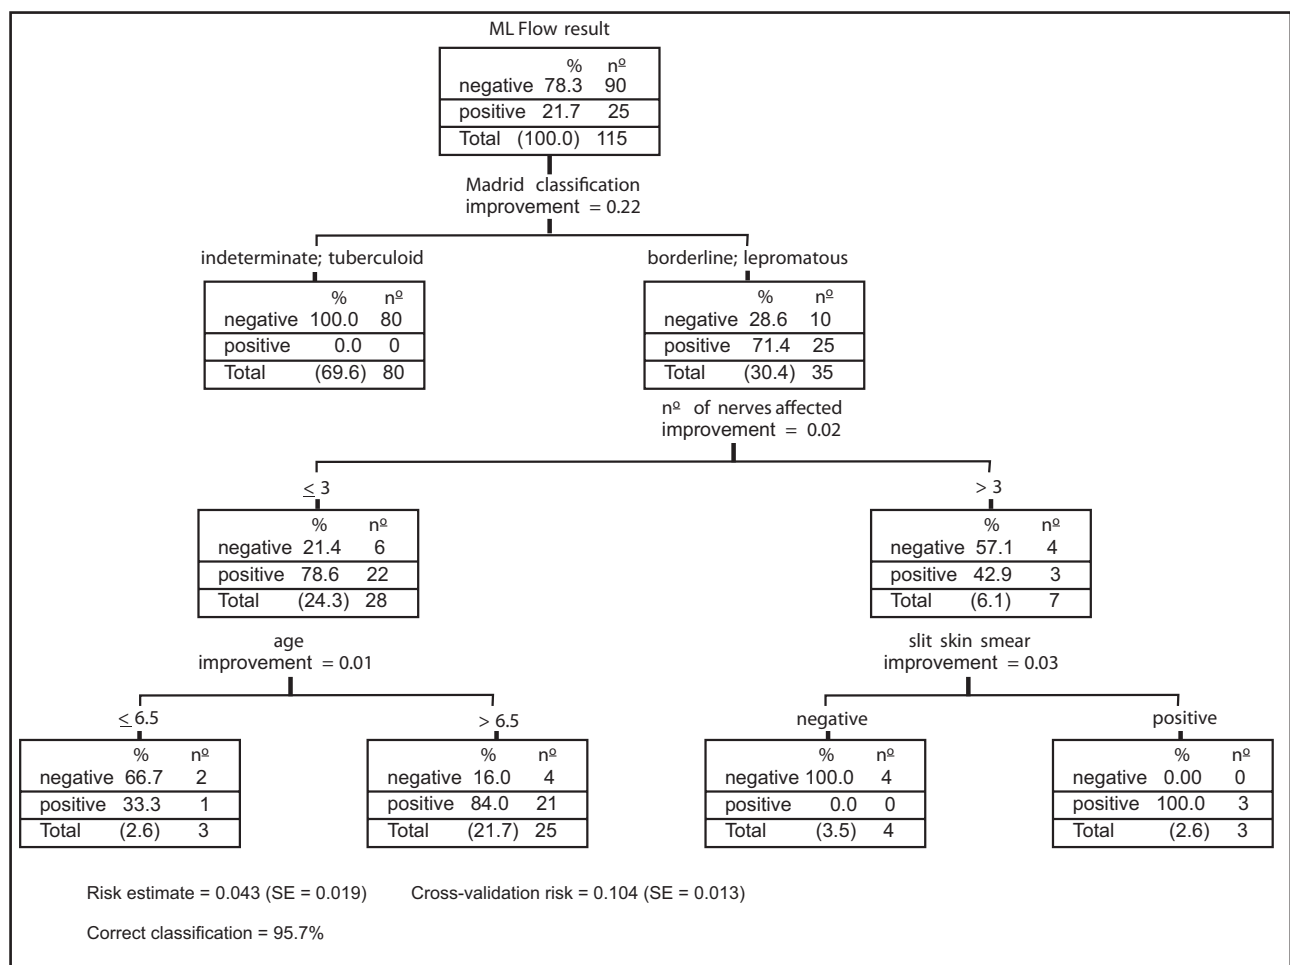 ML Flow result
% nº
negative 78.3 90
positive 21.7 25
Total (100.0) 115
Madrid classification
improvement = 0.22
indeterminate; tuberculoid
% nº
negative 100.0 80
positive 0.0 0
Total (69.6) 80
borderline; lepromatous
% nº
negative 28.6 10
positive 71.4 25
Total (30.4) 35
nº of nerves affected
improvement = 0.02
≤ 3
% nº
negative 21.4 6
positive 78.6 22
Total (24.3) 28
> 3
% nº
negative 57.1 4
positive 42.9 3
Total (6.1) 7
age
improvement = 0.01
slit skin smear
improvement = 0.03
≤ 6.5
% nº
negative 66.7 2
positive 33.3 1
Total (2.6) 3
> 6.5
% nº
negative 16.0 4
positive 84.0 21
Total (21.7) 25
negative
% nº
negative 100.0 4
positive 0.0 0
Total (3.5) 4
positive
% nº
negative 0.00 0
positive 100.0 3
Total (2.6) 3
Risk estimate = 0.043 (SE = 0.019) Cross-validation risk = 0.104 (SE = 0.013)
Correct classification = 95.7%